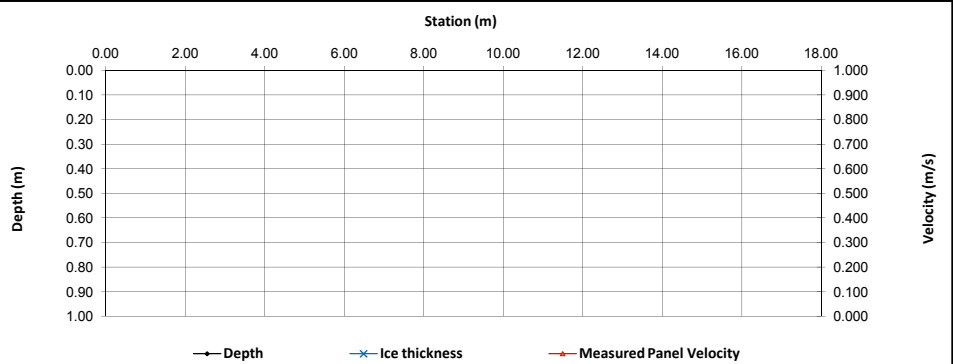 Station (m)
0.00 2.00 4.00 6.00 8.00 10.00 12.00 14.00 16.00 18.00
0.00 1.000
0.10 0.900
0.20 0.800
0.30 0.700
0.40 0.600
0.50 0.500
0.60 0.400
0.70 0.300
0.80 0.200
0.90 0.100
1.00 0.000
Depth (m)
Velocity (m/s)
Depth Ice thickness Measured Panel Velocity